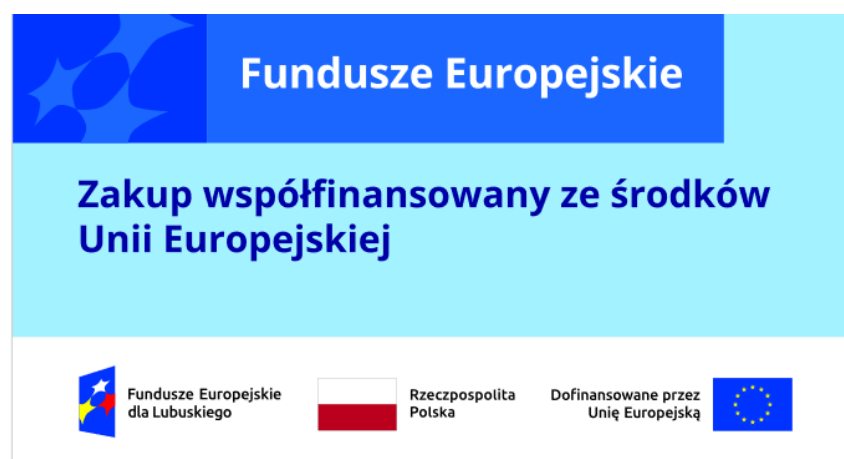 Fundusze Europejskie
Zakup współfinansowany ze środków
Unii Europejskiej
Fundusze Europejskie
dla Lubuskiego
Rzeczpospolita
Polska
Dofinansowane przez
Unię Europejską